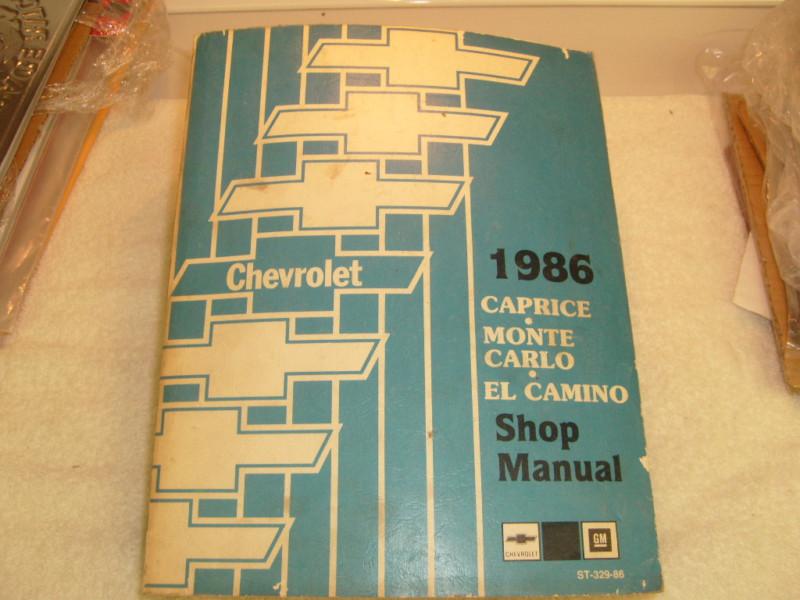 Chevrolet
1986
CAPRICE
•
MONTE
CARLO
•
EL CAMINO
Shop
Manual
CHEVROLET
GM
ST-329-86